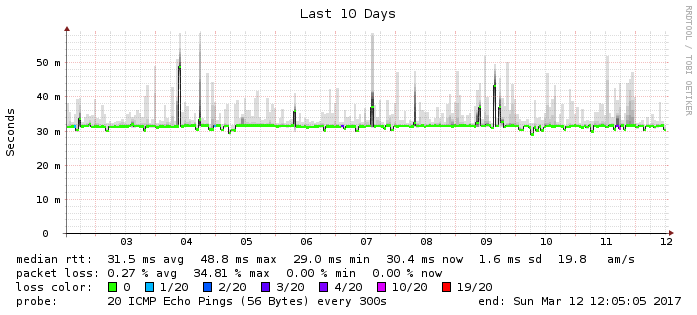 Last 10 Days
RRDTOOL / TOBI OETIKER
Seconds
50 m
40 m
30 m
20 m
10 m
0
03 04 05 06 07 08 09 10 11 12
median rtt: 31.5 ms avg 48.8 ms max 29.0 ms min 30.4 ms now 1.6 ms sd 19.8 am/s
packet loss: 0.27 % avg 34.81 % max 0.00 % min 0.00 % now
loss color: 0 1/20 2/20 3/20 4/20 10/20 19/20
probe: 20 ICMP Echo Pings (56 Bytes) every 300s end: Sun Mar 12 12:05:05 2017